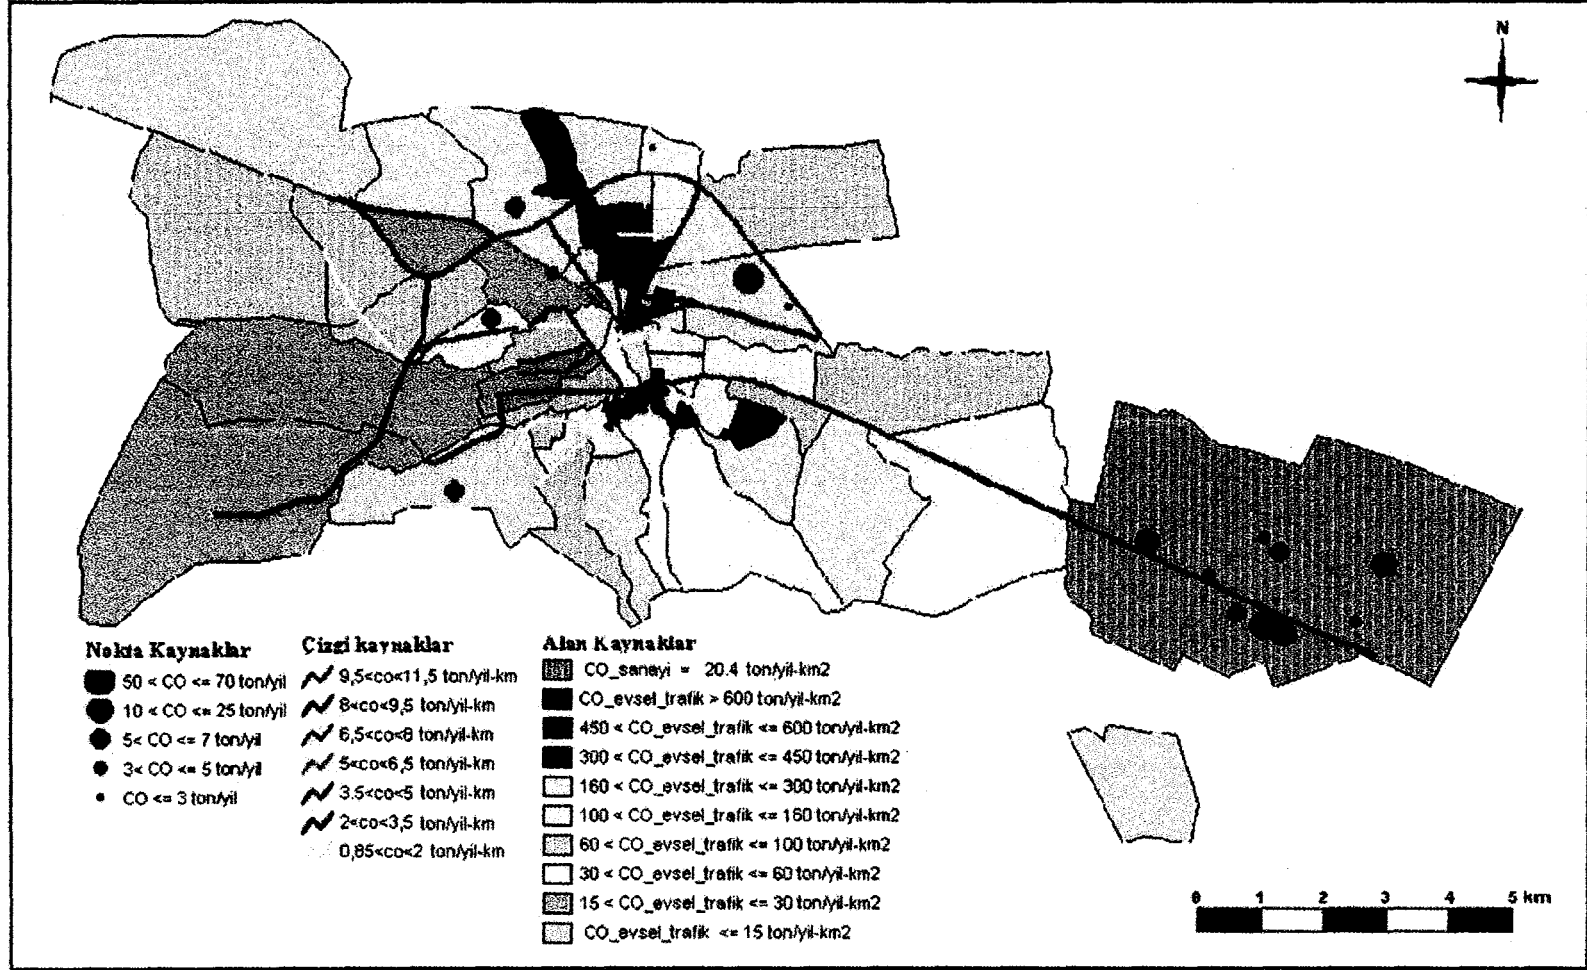 N
Nokta Kaynaklar
50 < CO <= 70 ton/yil
10 < CO <= 25 ton/yil
5< CO <= 7 ton/yil
3< CO <= 5 ton/yil
CO <= 3 ton/yil
Çizgi kaynaklar
9,5<co<11,5 ton/yil-km
8<co<9,5 ton/yil-km
6,5<co<8 ton/yil-km
5<co<6,5 ton/yil-km
3.5<co<5 ton/yil-km
2<co<3,5 ton/yil-km
0,85<co<2 ton/yil-km
Alan Kaynaklar
CO_sanayi = 20.4 ton/yil-km2
CO_evsel_trafik > 600 ton/yil-km2
450 < CO_evsel_trafik <= 600 ton/yil-km2
300 < CO_evsel_trafik <= 450 ton/yil-km2
160 < CO_evsel_trafik <= 300 ton/yil-km2
100 < CO_evsel_trafik <= 160 ton/yil-km2
60 < CO_evsel_trafik <= 100 ton/yil-km2
30 < CO_evsel_trafik <= 60 ton/yil-km2
15 < CO_evsel_trafik <= 30 ton/yil-km2
CO_evsel_trafik <= 15 ton/yil-km2
0 1 2 3 4 5 km